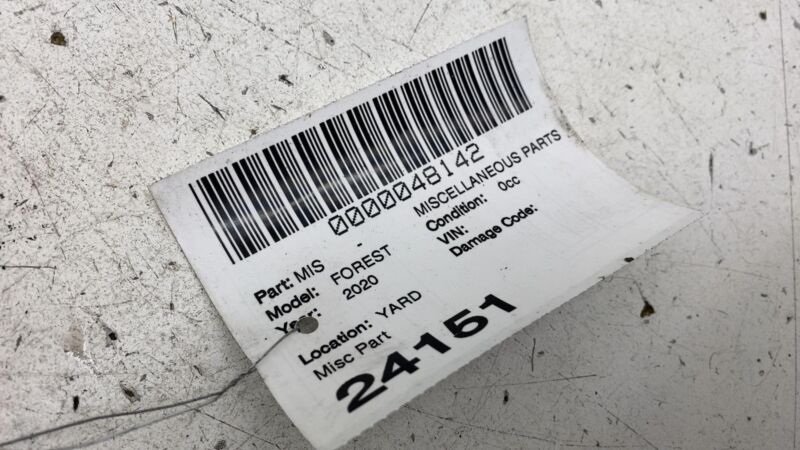 0000048142
Part: MIS - MISCELLANEOUS PARTS
Model: FOREST Condition: 0cc
Year: 2020 VIN:
Damage Code:
Location: YARD
Misc Part
24151